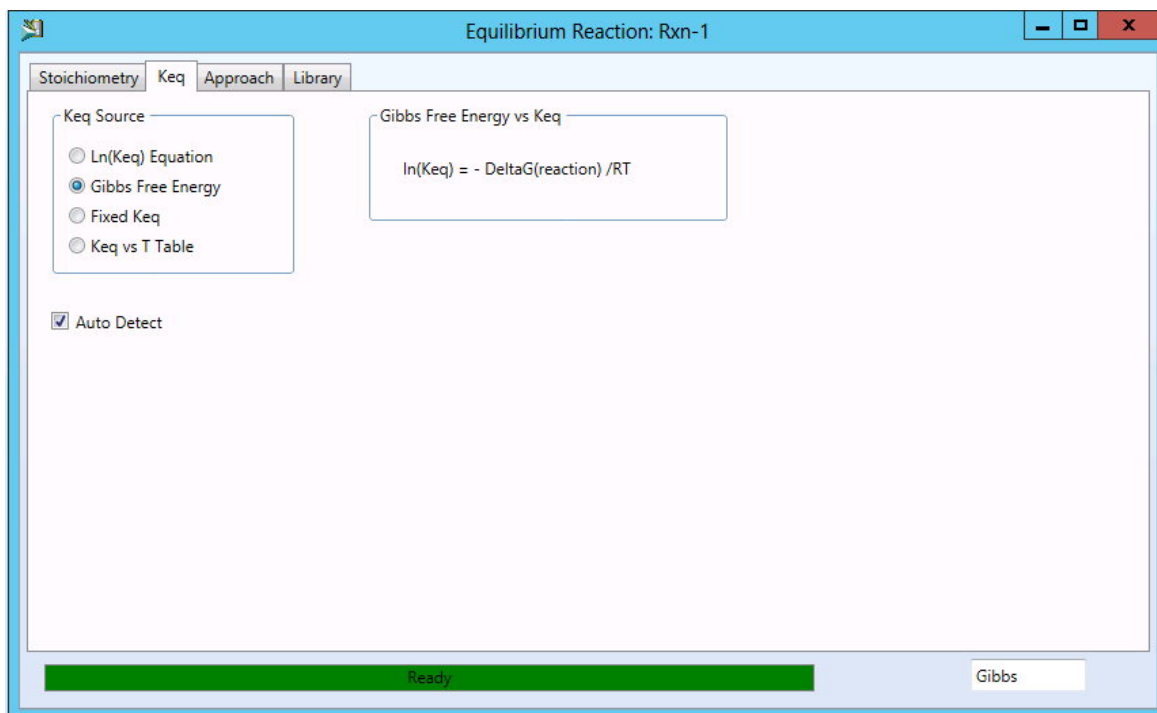 Equilibrium Reaction: Rxn-1
Stoichiometry Keq Approach Library
Keq Source
Ln(Keq) Equation
Gibbs Free Energy
Fixed Keq
Keq vs T Table
Gibbs Free Energy vs Keq
ln(Keq) = - DeltaG(reaction) /RT
Auto Detect
Ready
Gibbs